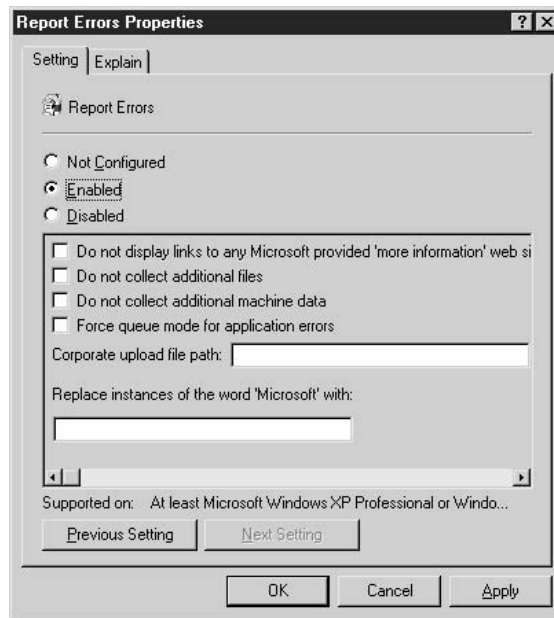 Report Errors Properties
Setting Explain
Report Errors
Not Configured
Enabled
Disabled
Do not display links to any Microsoft provided 'more information' web si
Do not collect additional files
Do not collect additional machine data
Force queue mode for application errors
Corporate upload file path:
Replace instances of the word 'Microsoft' with:
Supported on: At least Microsoft Windows XP Professional or Windo...
Previous Setting Next Setting
OK Cancel Apply